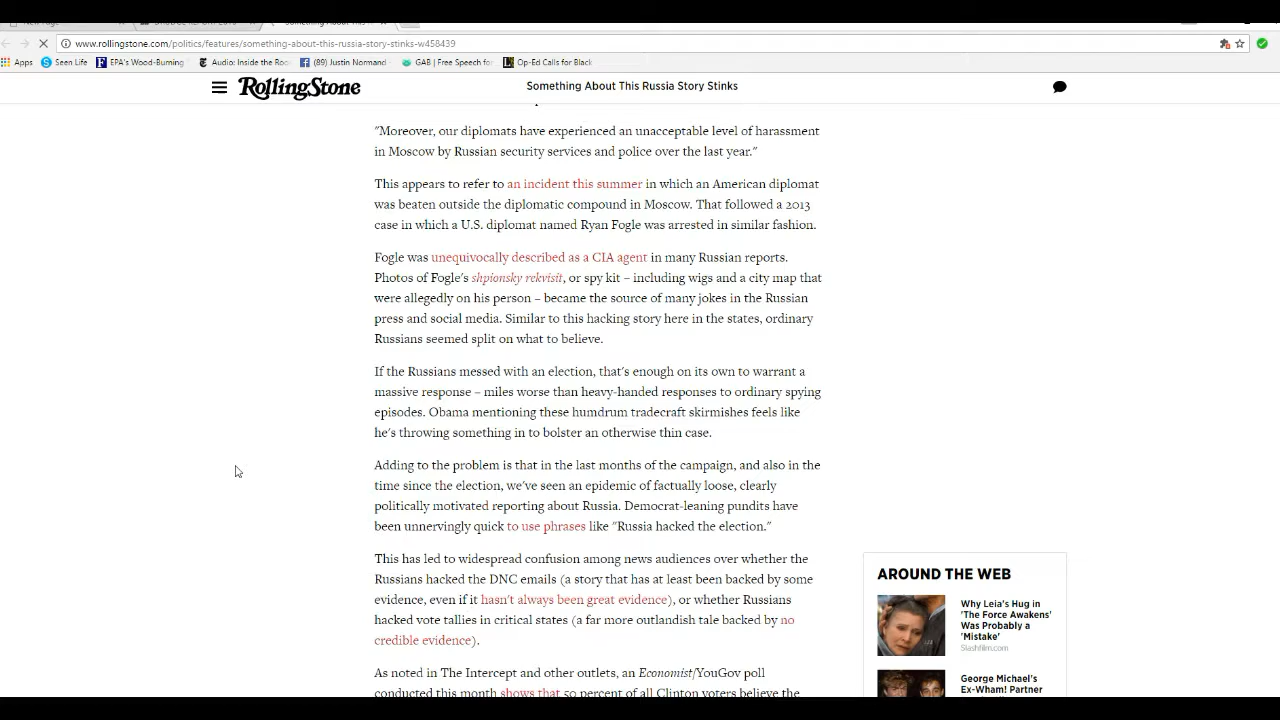 www.rollingstone.com/politics/features/something-about-this-russia-story-stinks-w458439
Apps Seen Life EPA's Wood-Burning Audio: Inside the Ro (89) Justin Normand GAB | Free Speech fo Op-Ed Calls for Black
RollingStone
Something About This Russia Story Stinks
"Moreover, our diplomats have experienced an unacceptable level of harassment
in Moscow by Russian security services and police over the last year."
This appears to refer to an incident this summer in which an American diplomat
was beaten outside the diplomatic compound in Moscow. That followed a 2013
case in which a U.S. diplomat named Ryan Fogle was arrested in similar fashion.
Fogle was unequivocally described as a CIA agent in many Russian reports.
Photos of Fogle's shpionsky rekvisit, or spy kit – including wigs and a city map that
were allegedly on his person – became the source of many jokes in the Russian
press and social media. Similar to this hacking story here in the states, ordinary
Russians seemed split on what to believe.
If the Russians messed with an election, that's enough on its own to warrant a
massive response – miles worse than heavy-handed responses to ordinary spying
episodes. Obama mentioning these humdrum tradecraft skirmishes feels like
he's throwing something in to bolster an otherwise thin case.
Adding to the problem is that in the last months of the campaign, and also in the
time since the election, we've seen an epidemic of factually loose, clearly
politically motivated reporting about Russia. Democrat-leaning pundits have
been unnervingly quick to use phrases like "Russia hacked the election."
This has led to widespread confusion among news audiences over whether the
Russians hacked the DNC emails (a story that has at least been backed by some
evidence, even if it hasn't always been great evidence), or whether Russians
hacked vote tallies in critical states (a far more outlandish tale backed by no
credible evidence).
As noted in The Intercept and other outlets, an Economist/YouGov poll
conducted this month shows that 50 percent of all Clinton voters believe the
AROUND THE WEB
Why Leia's Hug in
'The Force Awakens'
Was Probably a
'Mistake'
Slashfilm.com
George Michael's
Ex-Wham! Partner